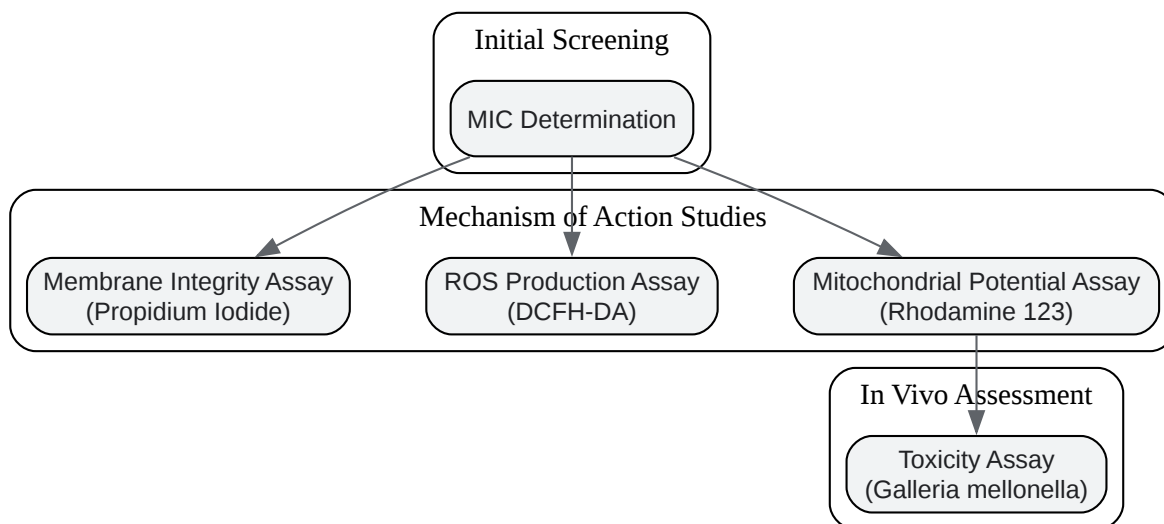 Initial Screening
MIC Determination
Mechanism of Action Studies
Membrane Integrity Assay
(Propidium Iodide)
ROS Production Assay
(DCFH-DA)
Mitochondrial Potential Assay
(Rhodamine 123)
In Vivo Assessment
Toxicity Assay
(Galleria mellonella)